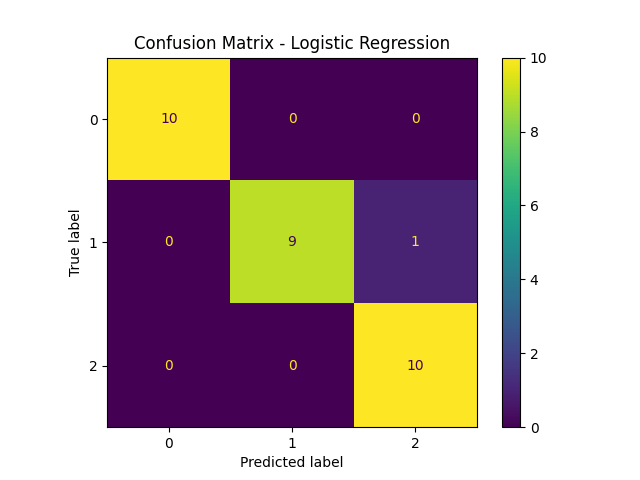 Confusion Matrix - Logistic Regression
10
0
10 0 0
8
True label
1
0 9 1
6
4
2
0 0 10
2
0
0 1 2
Predicted label